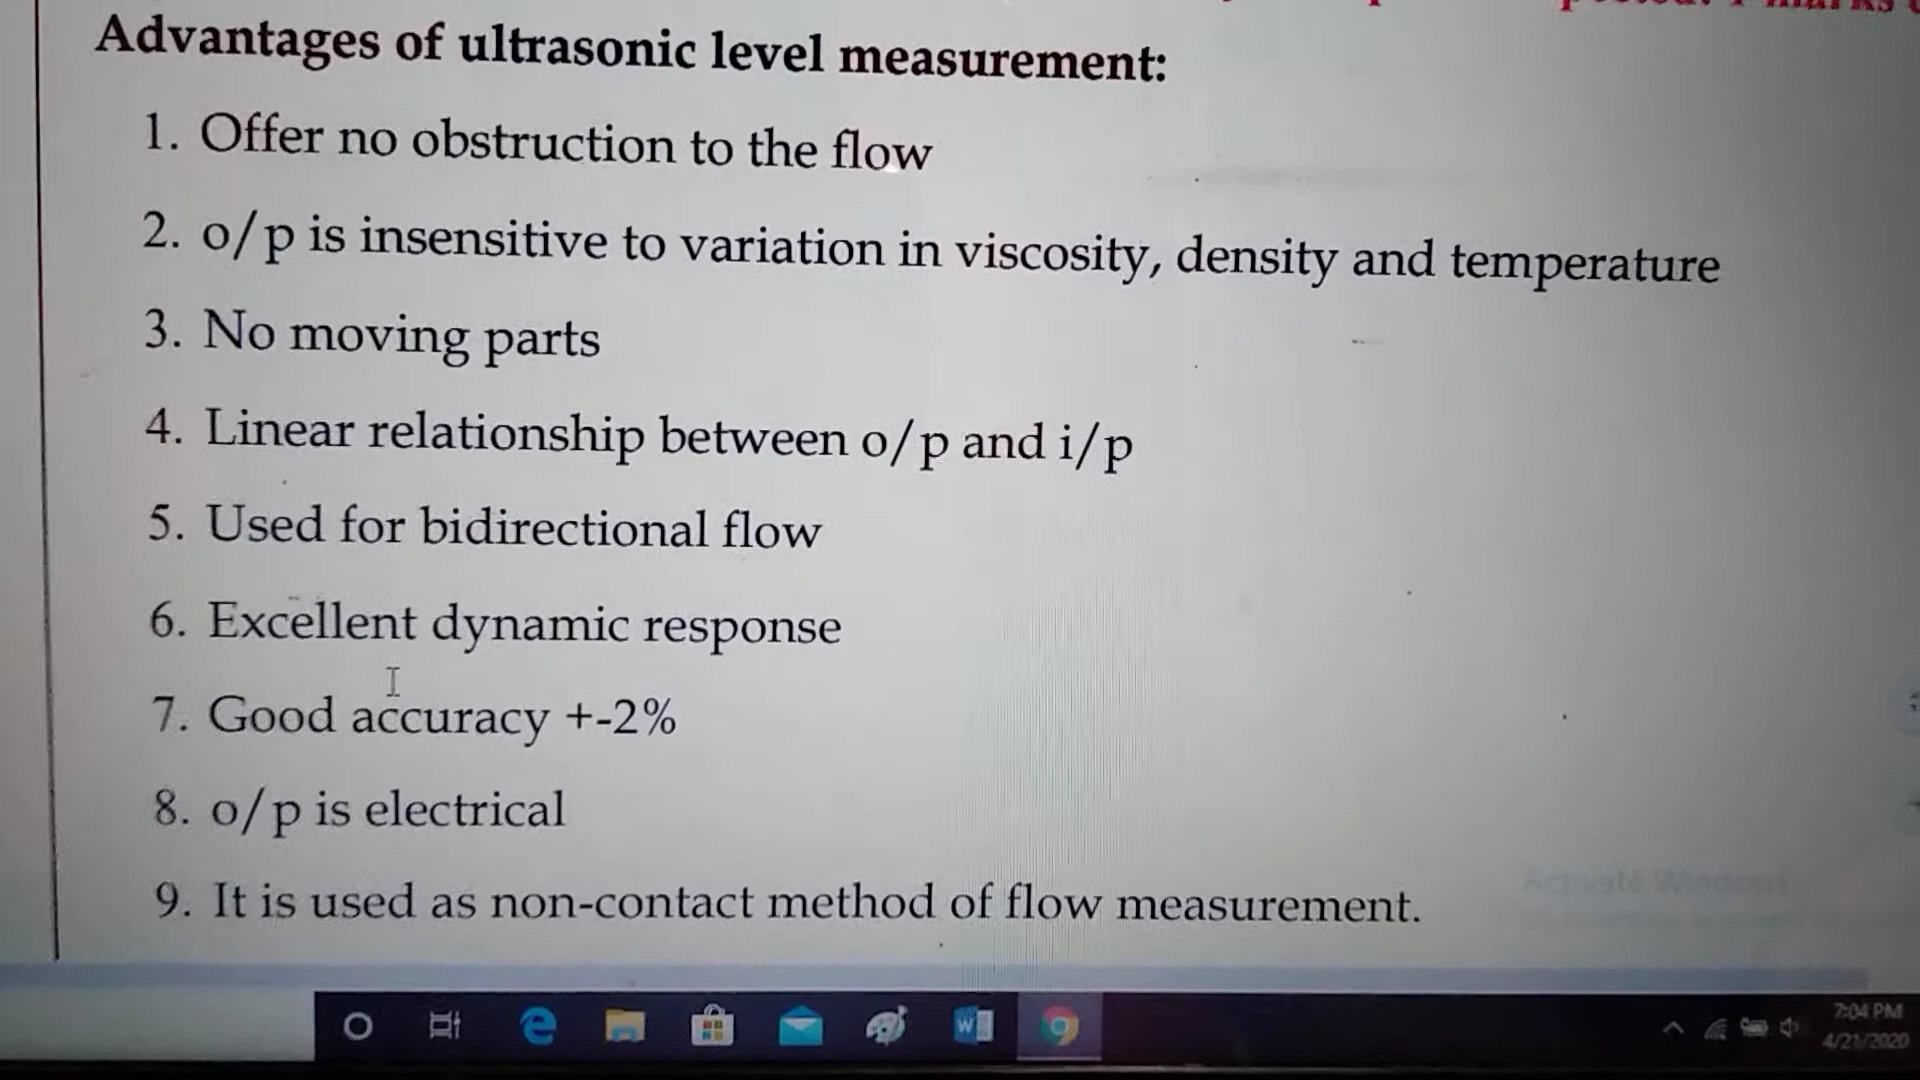 Advantages of ultrasonic level measurement:
1. Offer no obstruction to the flow
2. o/p is insensitive to variation in viscosity, density and temperature
3. No moving parts
4. Linear relationship between o/p and i/p
5. Used for bidirectional flow
6. Excellent dynamic response
7. Good accuracy +-2%
8. o/p is electrical
9. It is used as non-contact method of flow measurement.
Activate Windows
7:04 PM
4/21/2020